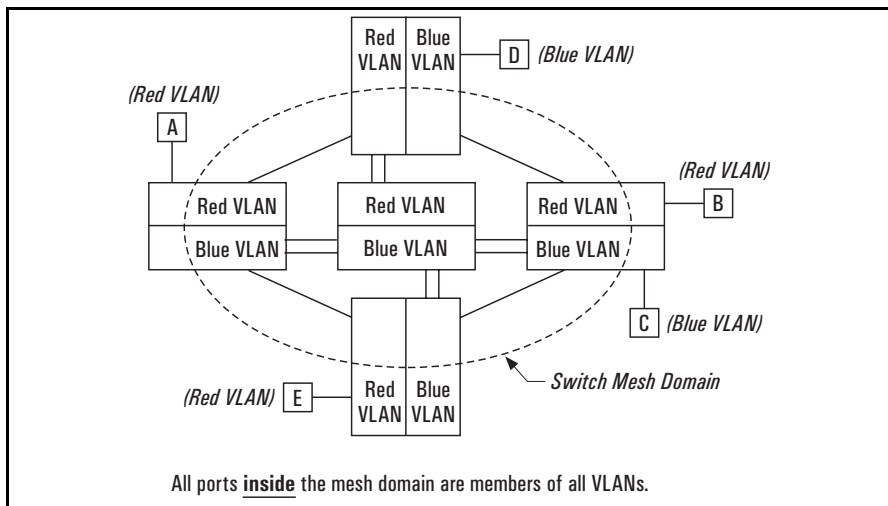 Red VLAN
Blue VLAN
D (Blue VLAN)
(Red VLAN)
A
(Red VLAN)
Red VLAN
Red VLAN
Red VLAN
B
Blue VLAN
Blue VLAN
Blue VLAN
C (Blue VLAN)
Switch Mesh Domain
(Red VLAN) E
Red VLAN
Blue VLAN
All ports inside the mesh domain are members of all VLANs.